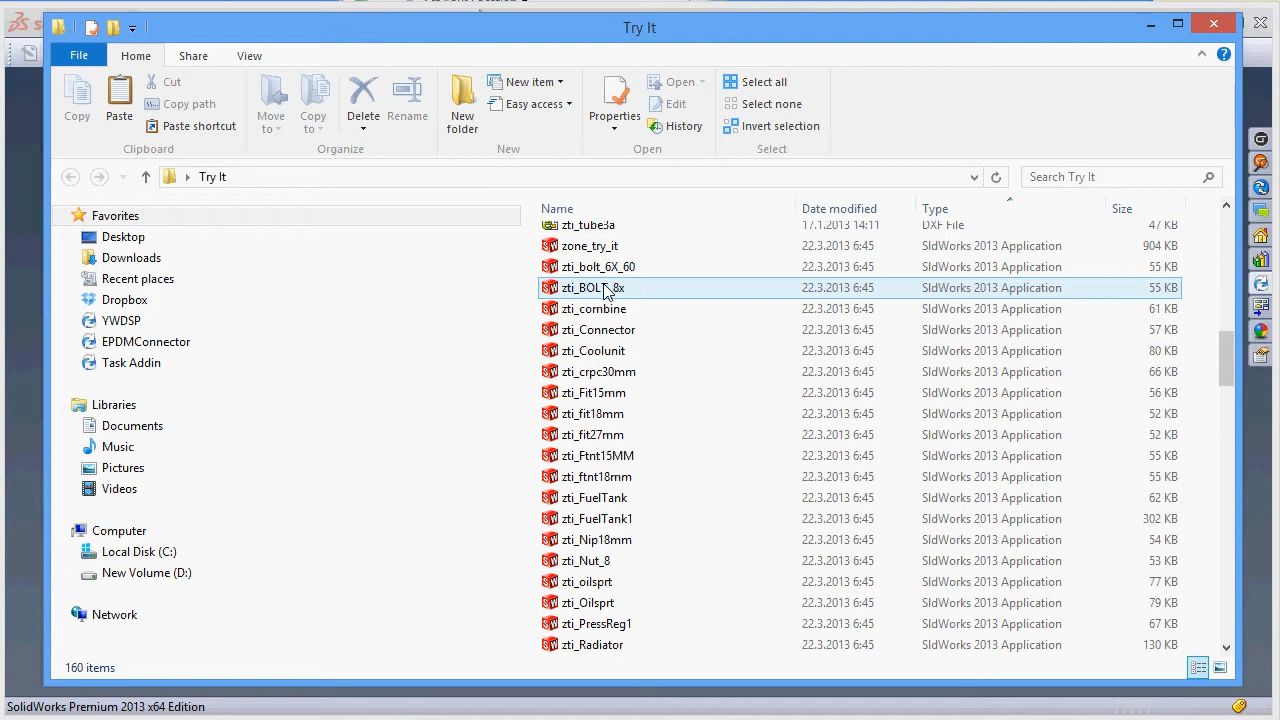 Try It
File Home Share View
Copy Paste Cut Copy path Paste shortcut
Move to Copy to Delete Rename
New folder New item Easy access
Properties Open Edit History
Select all Select none Invert selection
Clipboard Organize New Open Select
Try It Search Try It
Favorites
Desktop
Downloads
Recent places
Dropbox
YWDSP
EPDMConnector
Task Addin
Libraries
Documents
Music
Pictures
Videos
Computer
Local Disk (C:)
New Volume (D:)
Network
Name Date modified Type Size
zti_tube3a 17.1.2013 14:11 DXF File 47 KB
zone_try_it 22.3.2013 6:45 SldWorks 2013 Application 904 KB
zti_bolt_6X_60 22.3.2013 6:45 SldWorks 2013 Application 55 KB
zti_BOLT_8x 22.3.2013 6:45 SldWorks 2013 Application 55 KB
zti_combine 22.3.2013 6:45 SldWorks 2013 Application 61 KB
zti_Connector 22.3.2013 6:45 SldWorks 2013 Application 57 KB
zti_Coolunit 22.3.2013 6:45 SldWorks 2013 Application 80 KB
zti_crpc30mm 22.3.2013 6:45 SldWorks 2013 Application 66 KB
zti_Fit15mm 22.3.2013 6:45 SldWorks 2013 Application 56 KB
zti_fit18mm 22.3.2013 6:45 SldWorks 2013 Application 52 KB
zti_fit27mm 22.3.2013 6:45 SldWorks 2013 Application 52 KB
zti_Ftnt15MM 22.3.2013 6:45 SldWorks 2013 Application 55 KB
zti_ftnt18mm 22.3.2013 6:45 SldWorks 2013 Application 55 KB
zti_FuelTank 22.3.2013 6:45 SldWorks 2013 Application 62 KB
zti_FuelTank1 22.3.2013 6:45 SldWorks 2013 Application 302 KB
zti_Nip18mm 22.3.2013 6:45 SldWorks 2013 Application 54 KB
zti_Nut_8 22.3.2013 6:45 SldWorks 2013 Application 53 KB
zti_oilsprt 22.3.2013 6:45 SldWorks 2013 Application 77 KB
zti_Oilsprt 22.3.2013 6:45 SldWorks 2013 Application 79 KB
zti_PressReg1 22.3.2013 6:45 SldWorks 2013 Application 67 KB
zti_Radiator 22.3.2013 6:45 SldWorks 2013 Application 130 KB
160 items
SolidWorks Premium 2013 x64 Edition